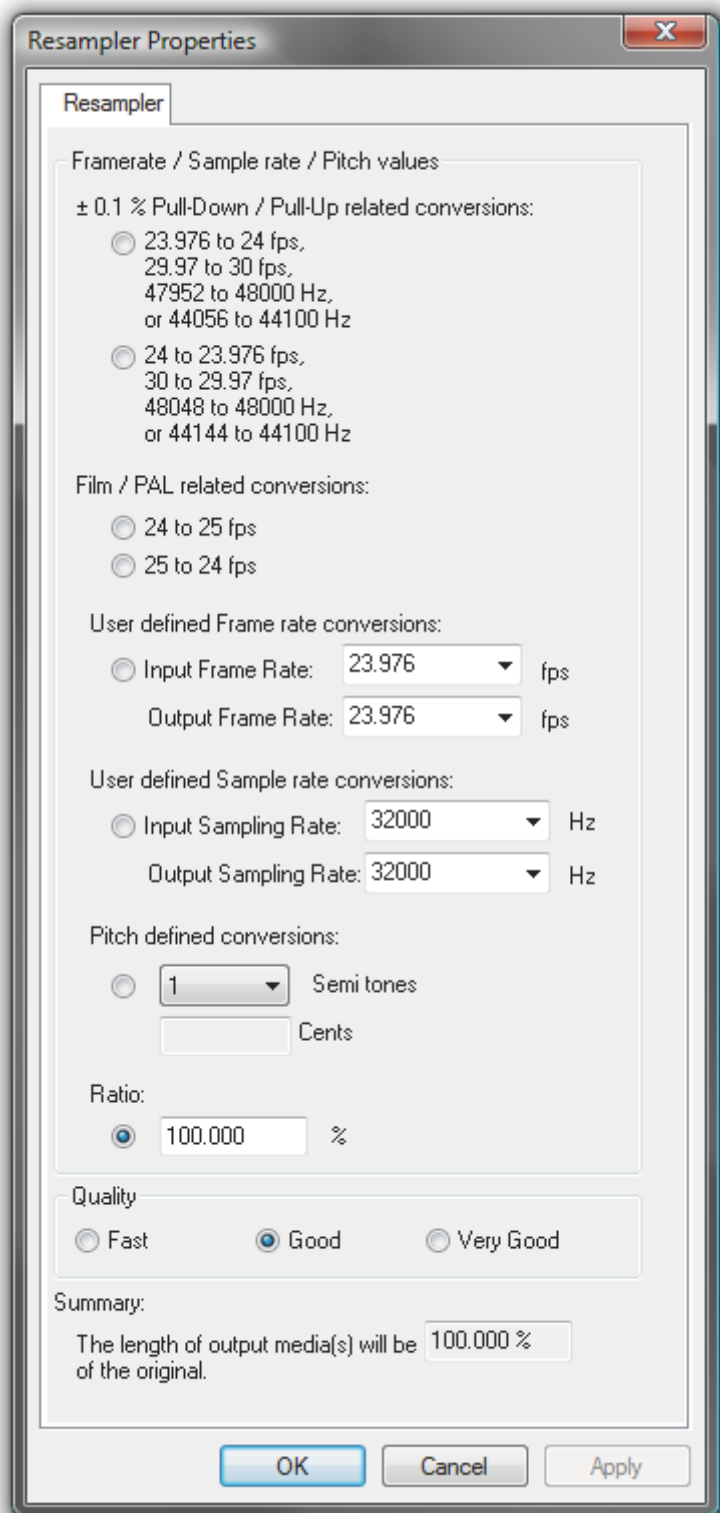 Resampler Properties
Resampler
Framerate / Sample rate / Pitch values
± 0.1 % Pull-Down / Pull-Up related conversions:
23.976 to 24 fps,
29.97 to 30 fps,
47952 to 48000 Hz,
or 44056 to 44100 Hz
24 to 23.976 fps,
30 to 29.97 fps,
48048 to 48000 Hz,
or 44144 to 44100 Hz
Film / PAL related conversions:
24 to 25 fps
25 to 24 fps
User defined Frame rate conversions:
Input Frame Rate: 23.976 fps
Output Frame Rate: 23.976 fps
User defined Sample rate conversions:
Input Sampling Rate: 32000 Hz
Output Sampling Rate: 32000 Hz
Pitch defined conversions:
1 Semi tones
Cents
Ratio:
100.000 %
Quality
Fast Good Very Good
Summary:
The length of output media(s) will be 100.000 %
of the original.
OK Cancel Apply